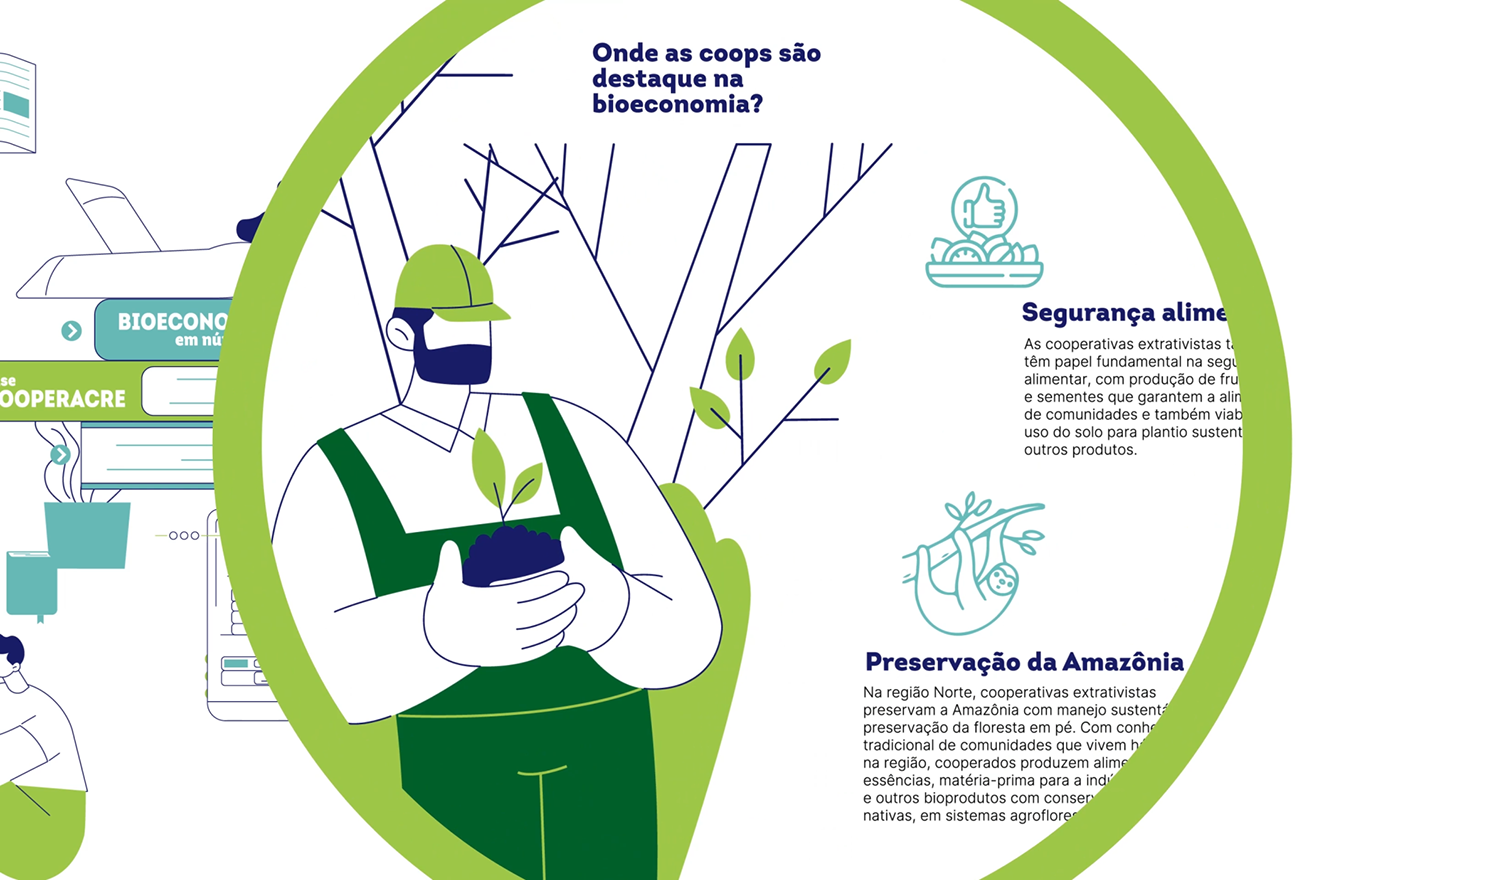 Onde as coops são
destaque na
bioeconomia?
BIOECONO
em nú
se
OOPERACRE
Segurança alime
As cooperativas extrativistas
têm papel fundamental na segu
alimentar, com produção de fru
e sementes que garantem a alim
de comunidades e também viab
uso do solo para plantio sustent
outros produtos.
Preservação da Amazônia
Na região Norte, cooperativas extrativistas
preservam a Amazônia com manejo sustentá
preservação da floresta em pé. Com conhe
tradicional de comunidades que vivem há
na região, cooperados produzem alime
essências, matéria-prima para a indú
e outros bioprodutos com conser
nativas, em sistemas agroflores